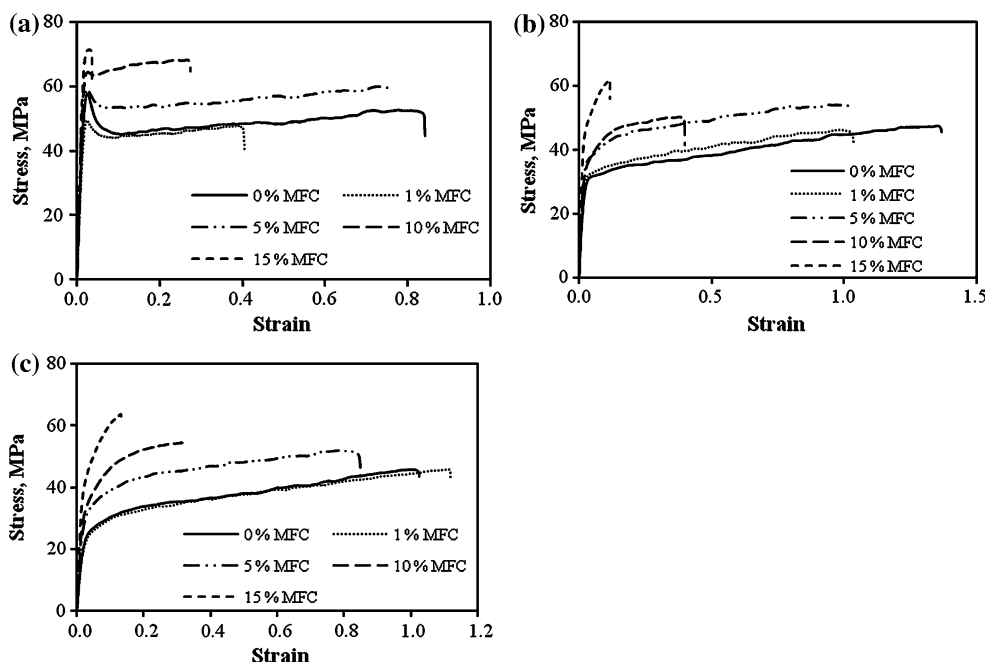 (a)
80
60
40
20
0
Stress, MPa
0% MFC 1% MFC
5% MFC 10% MFC
15% MFC
0.0 0.2 0.4 0.6 0.8 1.0
Strain
(b)
80
60
40
20
0
Stress, MPa
0% MFC
1% MFC
5% MFC
10% MFC
15% MFC
0.0 0.5 1.0 1.5
Strain
(c)
80
60
40
20
0
Stress, MPa
0% MFC 1% MFC
5% MFC 10% MFC
15% MFC
0.0 0.2 0.4 0.6 0.8 1.0 1.2
Strain